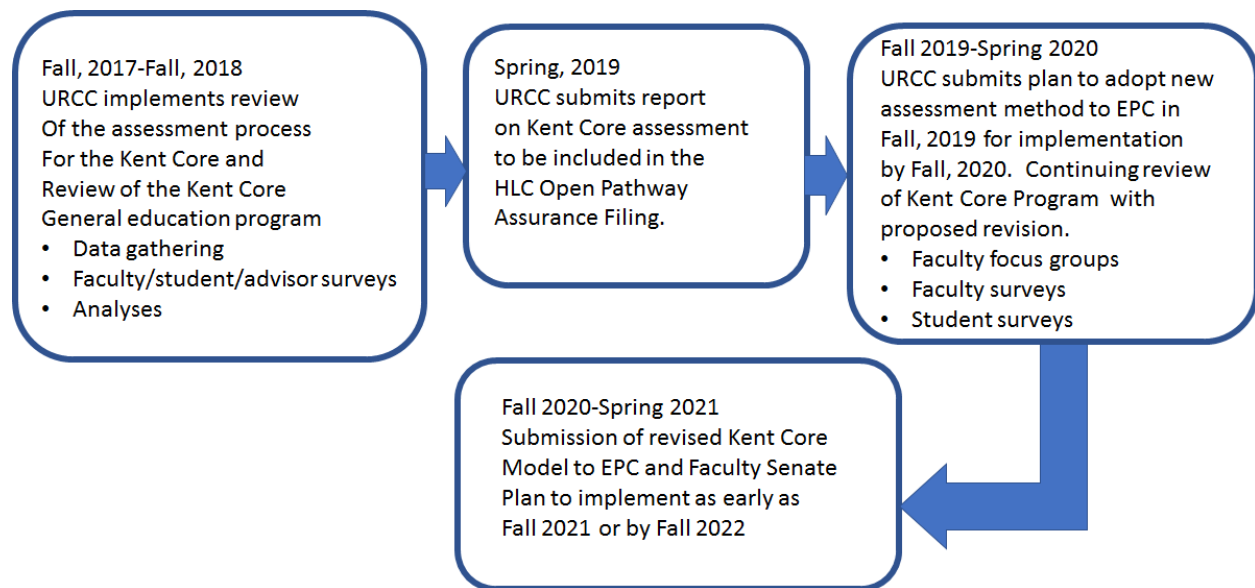 Fall, 2017-Fall, 2018
URCC implements review
Of the assessment process
For the Kent Core and
Review of the Kent Core
General education program
• Data gathering
• Faculty/student/advisor surveys
• Analyses
Spring, 2019
URCC submits report
on Kent Core assessment
to be included in the
HLC Open Pathway
Assurance Filing.
Fall 2019-Spring 2020
URCC submits plan to adopt new
assessment method to EPC in
Fall, 2019 for implementation
by Fall, 2020. Continuing review
of Kent Core Program with
proposed revision.
• Faculty focus groups
• Faculty surveys
• Student surveys
Fall 2020-Spring 2021
Submission of revised Kent Core
Model to EPC and Faculty Senate
Plan to implement as early as
Fall 2021 or by Fall 2022